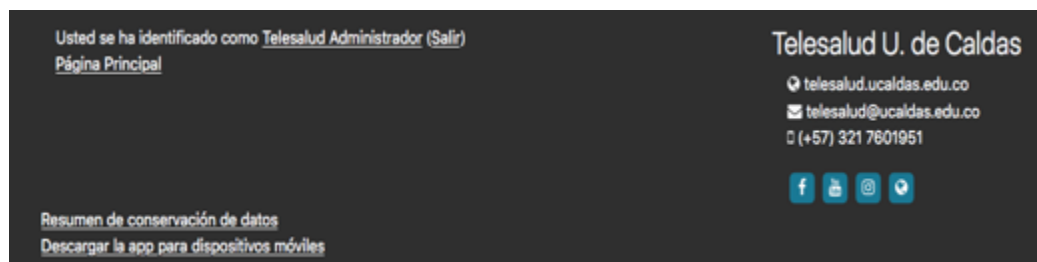 Usted se ha identificado como Telesalud Administrador (Salir)
Página Principal
Telesalud U. de Caldas
telesalud.ucaldas.edu.co
telesalud@ucaldas.edu.co
(+57) 321 7601951
Resumen de conservación de datos
Descargar la app para dispositivos móviles